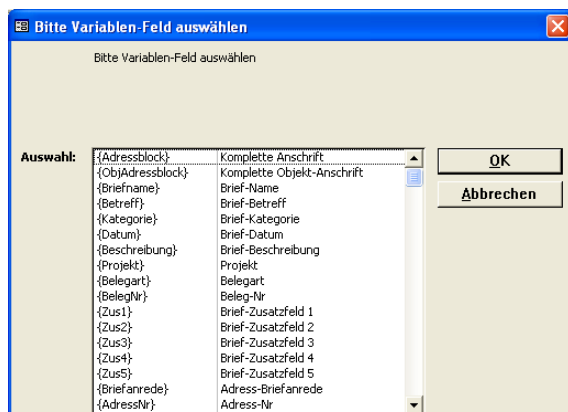 Bitte Variablen-Feld auswählen
Bitte Variablen-Feld auswählen
Auswahl:
{Adressblock} Komplette Anschrift
{ObjAdressblock} Komplette Objekt-Anschrift
{Briefname} Brief-Name
{Betreff} Brief-Betreff
{Kategorie} Brief-Kategorie
{Datum} Brief-Datum
{Beschreibung} Brief-Beschreibung
{Projekt} Projekt
{Belegart} Belegart
{BelegNr} Beleg-Nr
{Zus1} Brief-Zusatzfeld 1
{Zus2} Brief-Zusatzfeld 2
{Zus3} Brief-Zusatzfeld 3
{Zus4} Brief-Zusatzfeld 4
{Zus5} Brief-Zusatzfeld 5
{Briefanrede} Adress-Briefanrede
{AdressNr} Adress-Nr
OK
Abbrechen